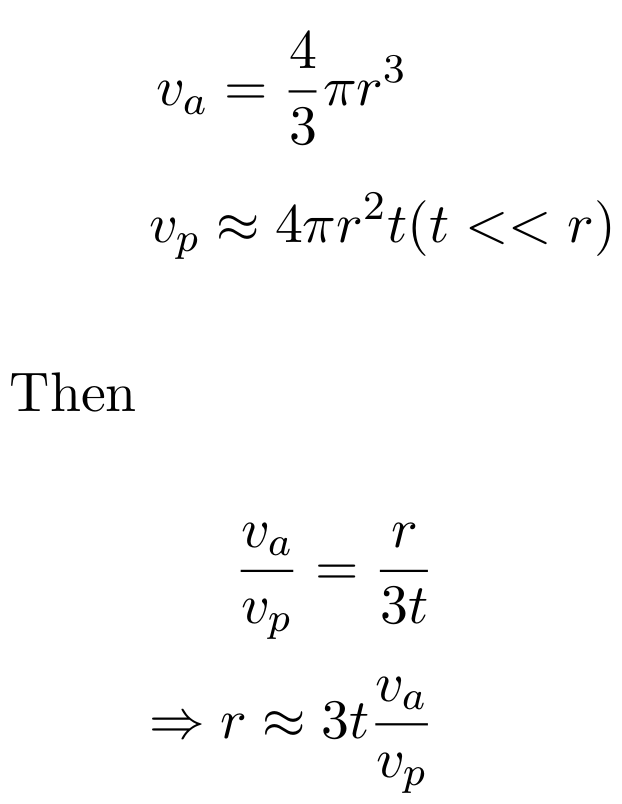 $v_a = \frac{4}{3}\pi r^3$
$v_p \approx 4\pi r^2 t(t << r)$
Then
$\frac{v_a}{v_p} = \frac{r}{3t}$
$\Rightarrow r \approx 3t\frac{v_a}{v_p}$